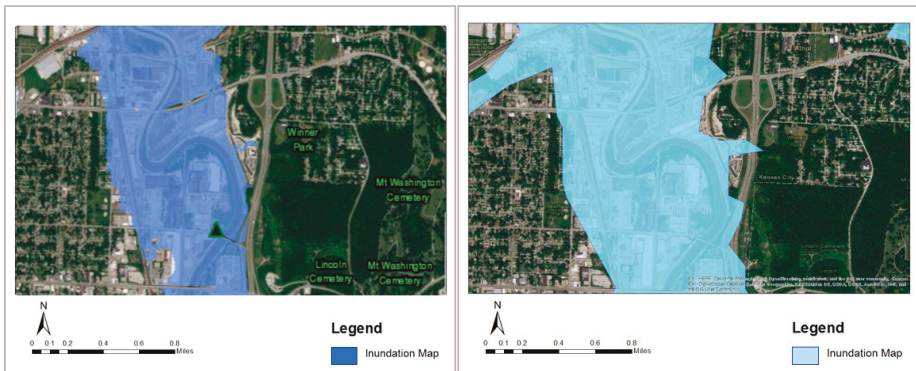 Winner
Park
Mt Washington
Cemetery
Lincoln
Cemetery
Mt Washington
Cemetery
N
0 0.1 0.2 0.4 0.6 0.8
Miles
Legend
Inundation Map
Kansas City
Lincoln Cemetery
N
0 0.1 0.2 0.4 0.6 0.8
Miles
Legend
Inundation Map